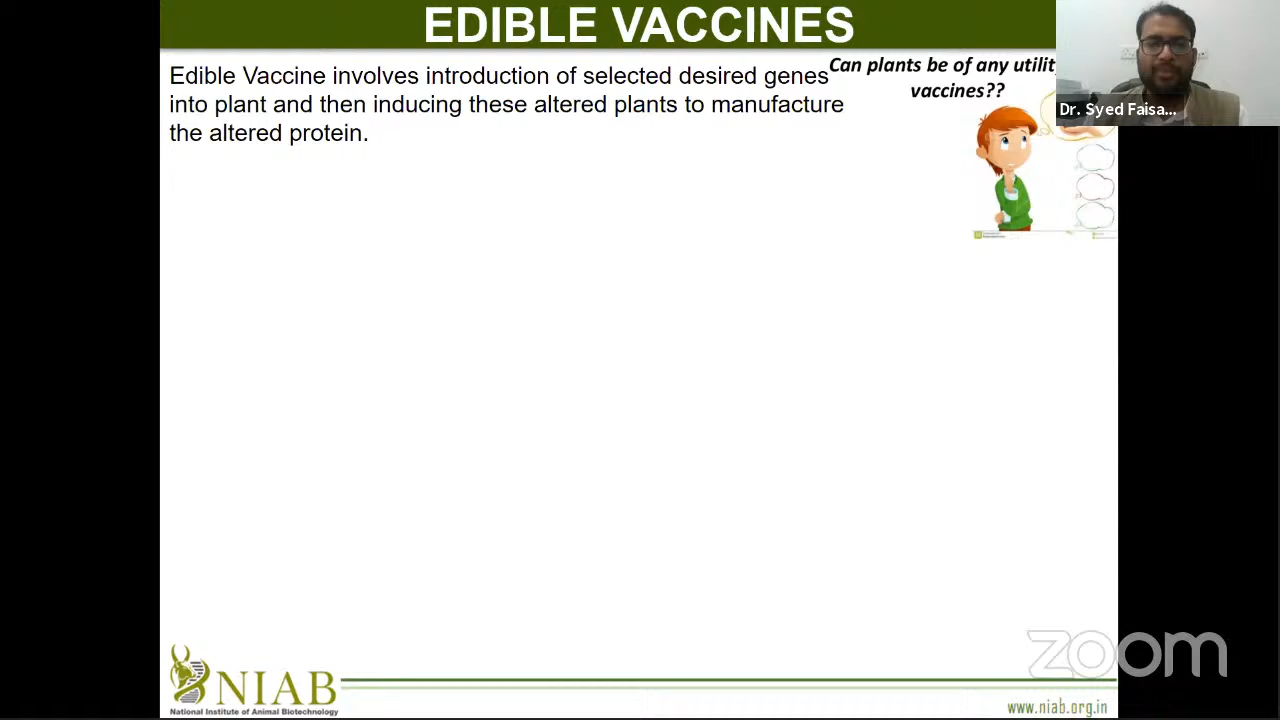 EDIBLE VACCINES
Edible Vaccine involves introduction of selected desired genes
into plant and then inducing these altered plants to manufacture
the altered protein.
Can plants be of any utilit
vaccines??
Dr. Syed Faisa...
NIAB
National Institute of Animal Biotechnology
zoom
www.niab.org.in